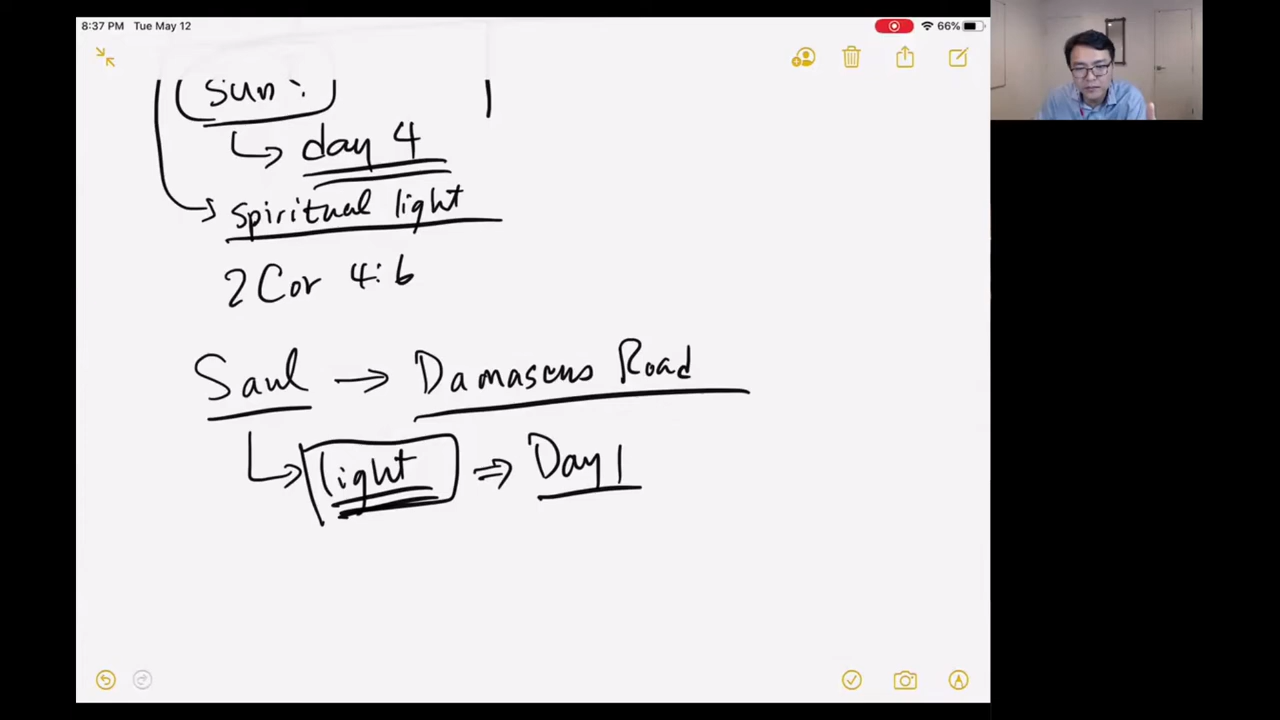 8:37 PM Tue May 12
66%
sun:
day 4
spiritual light
2 Cor 4:6
Saul → Damascus Road
light ⇒ Day 1